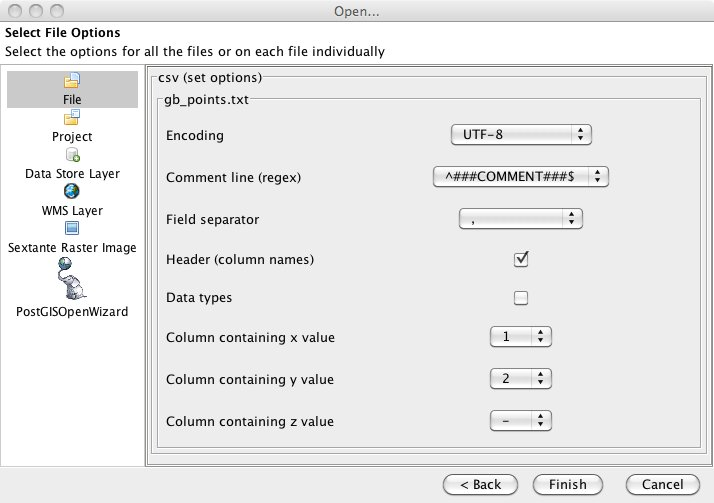 Open...
Select File Options
Select the options for all the files or on each file individually
File
Project
Data Store Layer
WMS Layer
Sextante Raster Image
PostGISOpenWizard
csv (set options)
gb_points.txt
Encoding UTF-8
Comment line (regex) ^###COMMENT###$
Field separator ,
Header (column names)
Data types
Column containing x value 1
Column containing y value 2
Column containing z value -
< Back Finish Cancel